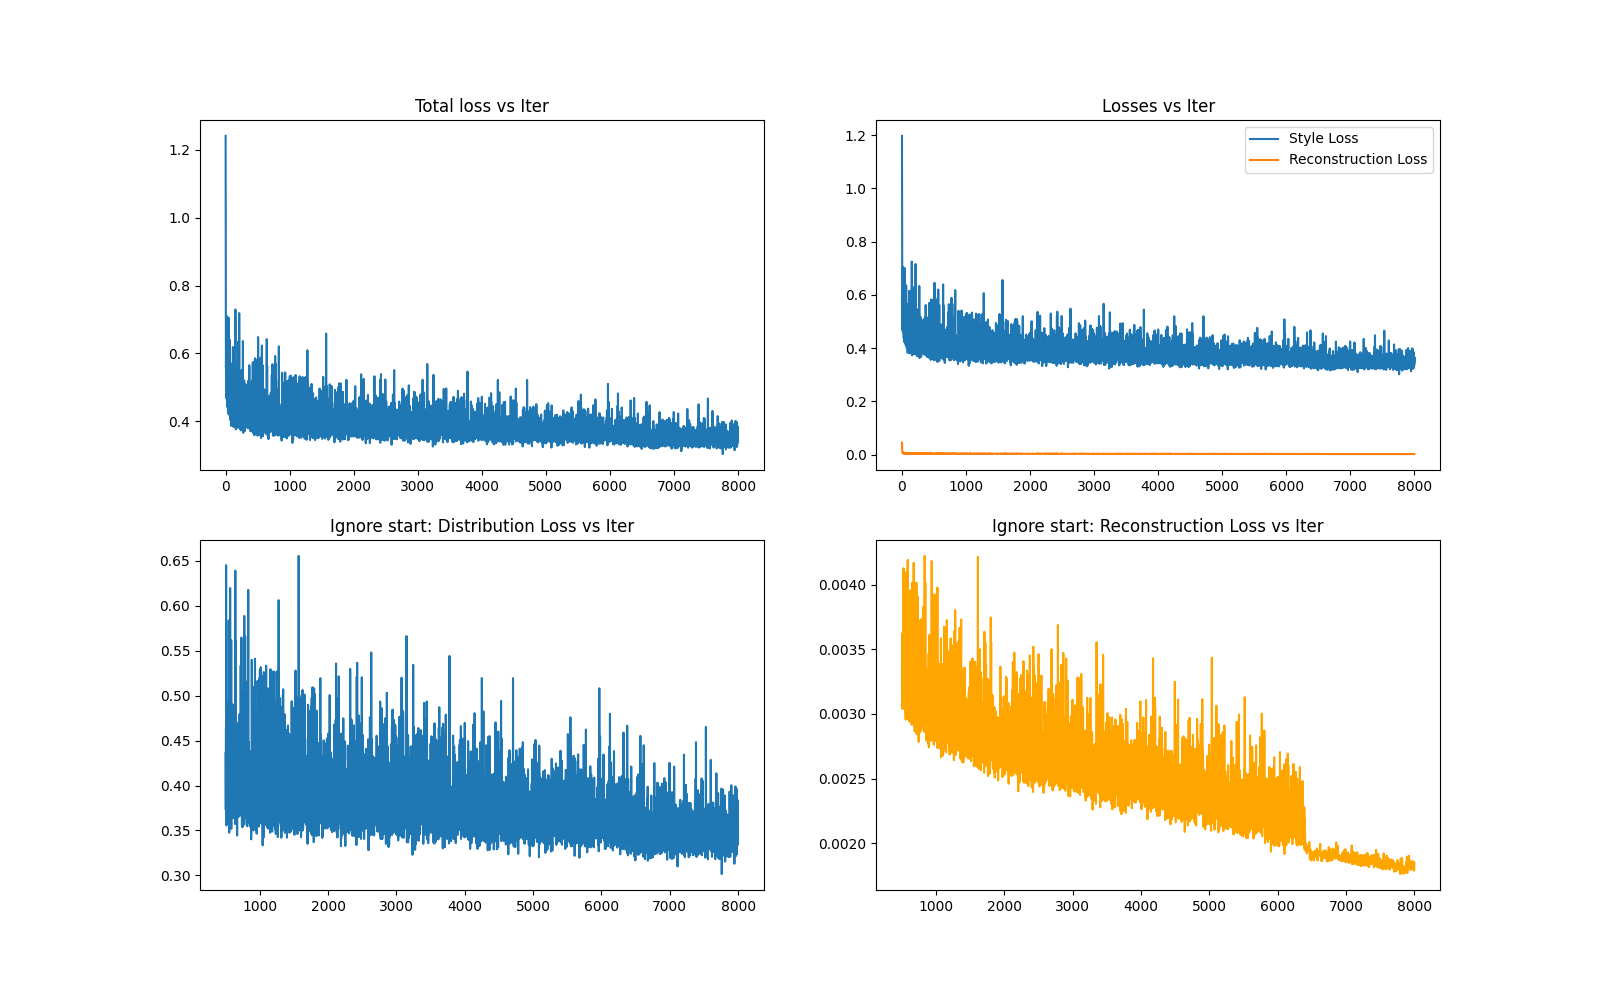 Total loss vs Iter
1.2
1.0
0.8
0.6
0.4
0 1000 2000 3000 4000 5000 6000 7000 8000
Losses vs Iter
Style Loss
Reconstruction Loss
1.2
1.0
0.8
0.6
0.4
0.2
0.0
0 1000 2000 3000 4000 5000 6000 7000 8000
Ignore start: Distribution Loss vs Iter
0.65
0.60
0.55
0.50
0.45
0.40
0.35
0.30
1000 2000 3000 4000 5000 6000 7000 8000
Ignore start: Reconstruction Loss vs Iter
0.0040
0.0035
0.0030
0.0025
0.0020
1000 2000 3000 4000 5000 6000 7000 8000